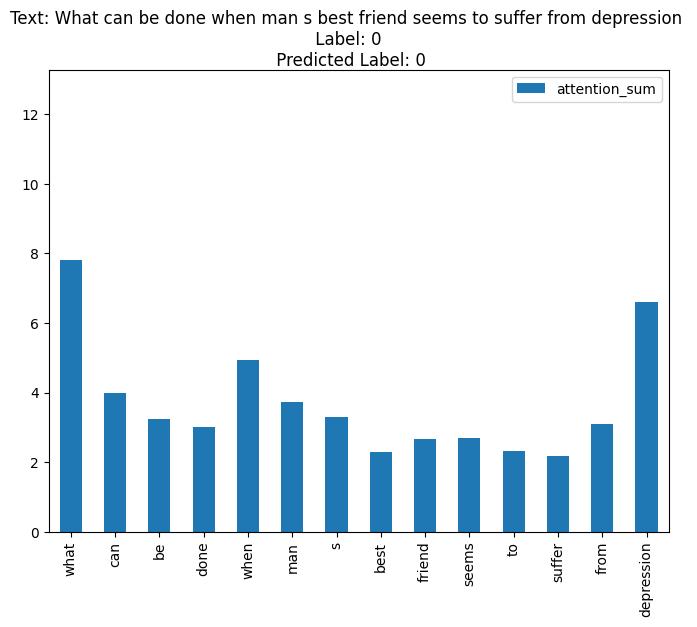 Text: What can be done when man s best friend seems to suffer from depression
Label: 0
Predicted Label: 0
attention_sum
12
10
8
6
4
2
0
what
can
be
done
when
man
s
best
friend
seems
to
suffer
from
depression